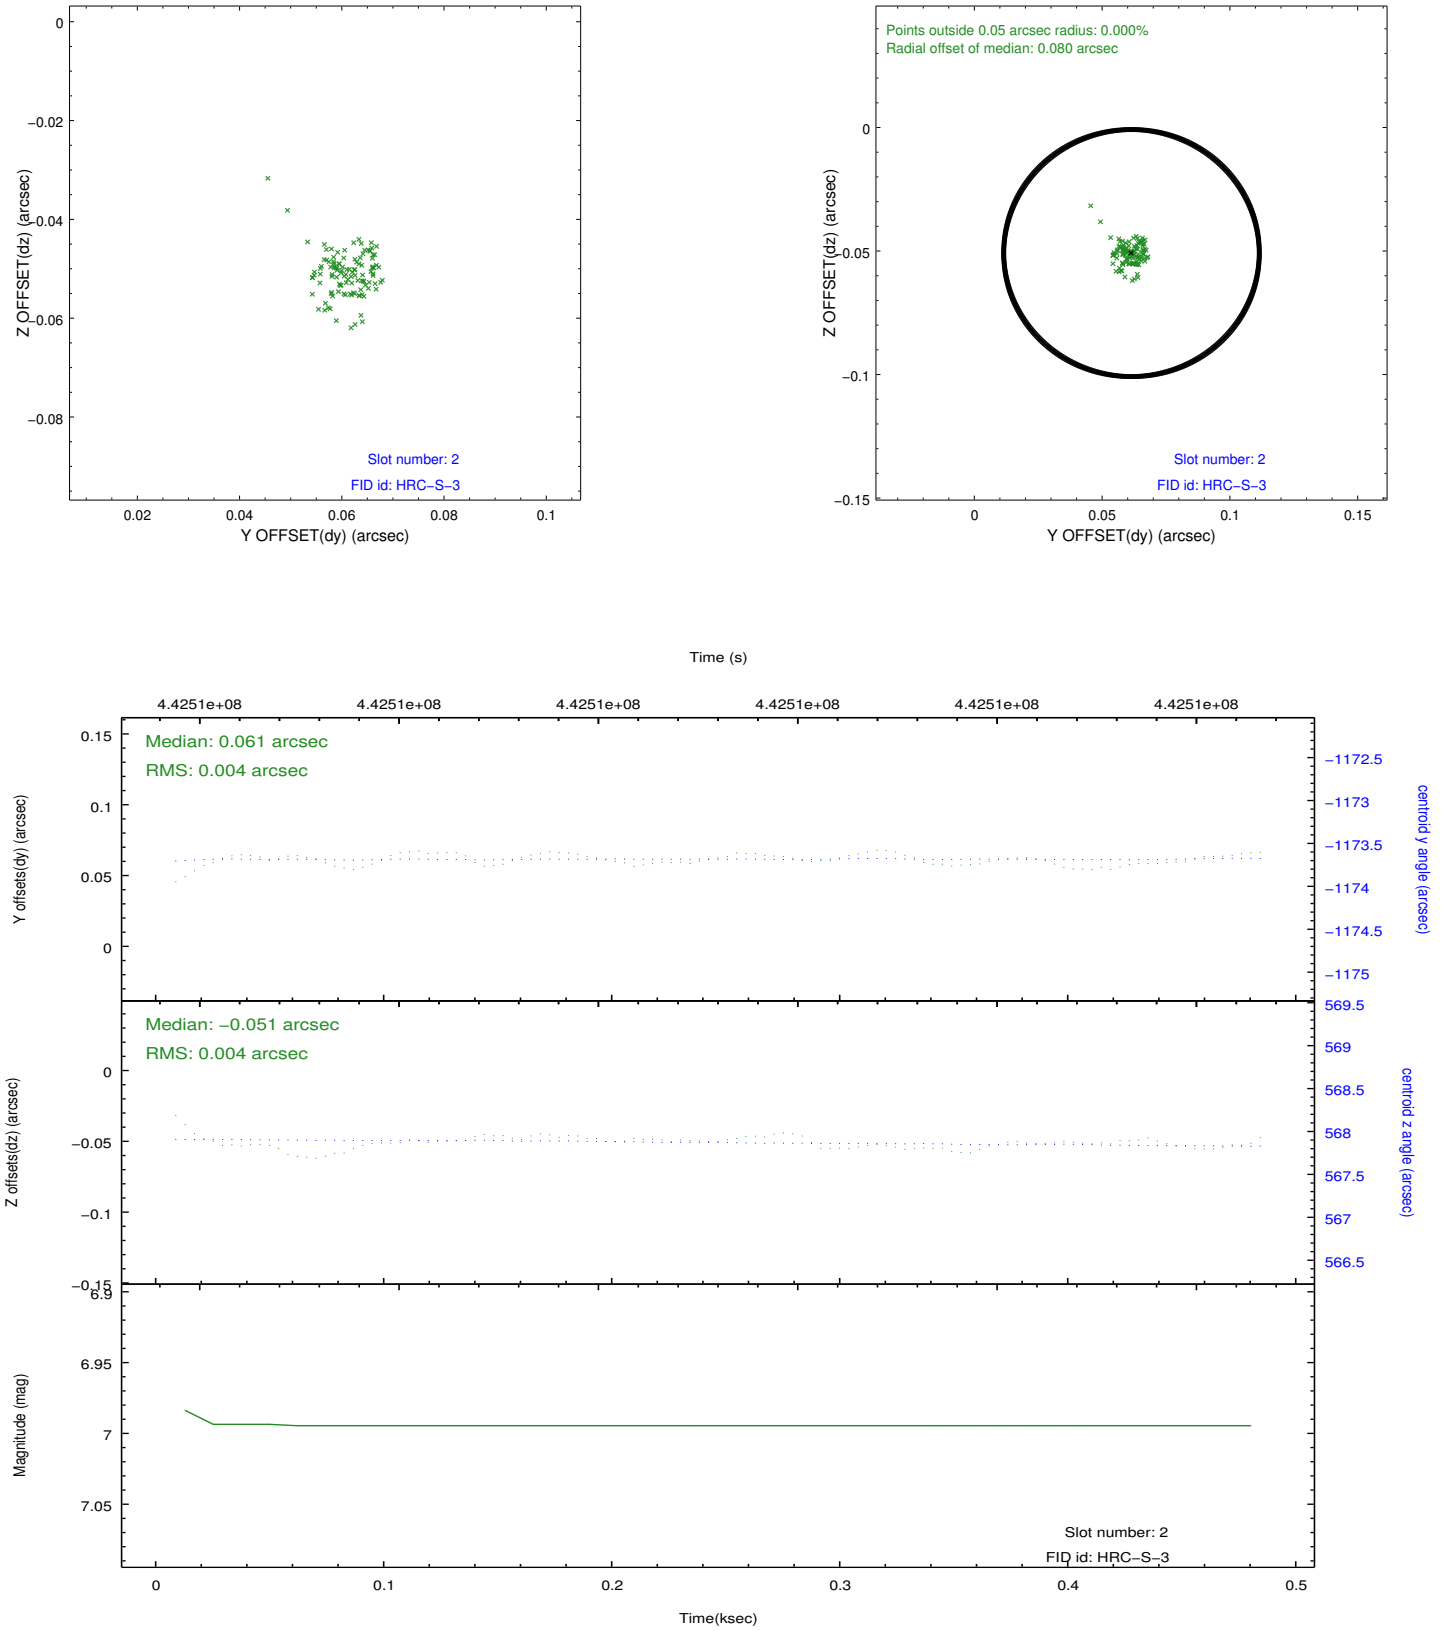 0
−0.02
−0.04
−0.06
−0.08
Z OFFSET(dz) (arcsec)
Slot number: 2
FID id: HRC−S−3
0.02 0.04 0.06 0.08 0.1
Y OFFSET(dy) (arcsec)
Points outside 0.05 arcsec radius: 0.000%
Radial offset of median: 0.080 arcsec
0
−0.05
−0.1
−0.15
Z OFFSET(dz) (arcsec)
Slot number: 2
FID id: HRC−S−3
0 0.05 0.1 0.15
Y OFFSET(dy) (arcsec)
Time (s)
4.4251e+08 4.4251e+08 4.4251e+08 4.4251e+08 4.4251e+08 4.4251e+08
Median: 0.061 arcsec
RMS: 0.004 arcsec
0.15
0.1
0.05
0
Y offsets(dy) (arcsec)
−1172.5
−1173
−1173.5
−1174
−1174.5
−1175
centroid y angle (arcsec)
Median: −0.051 arcsec
RMS: 0.004 arcsec
0
−0.05
−0.1
−0.15
Z offsets(dz) (arcsec)
569.5
569
568.5
568
567.5
567
566.5
centroid z angle (arcsec)
6.9
6.95
7
7.05
Magnitude (mag)
Slot number: 2
FID id: HRC−S−3
0 0.1 0.2 0.3 0.4 0.5
Time(ksec)